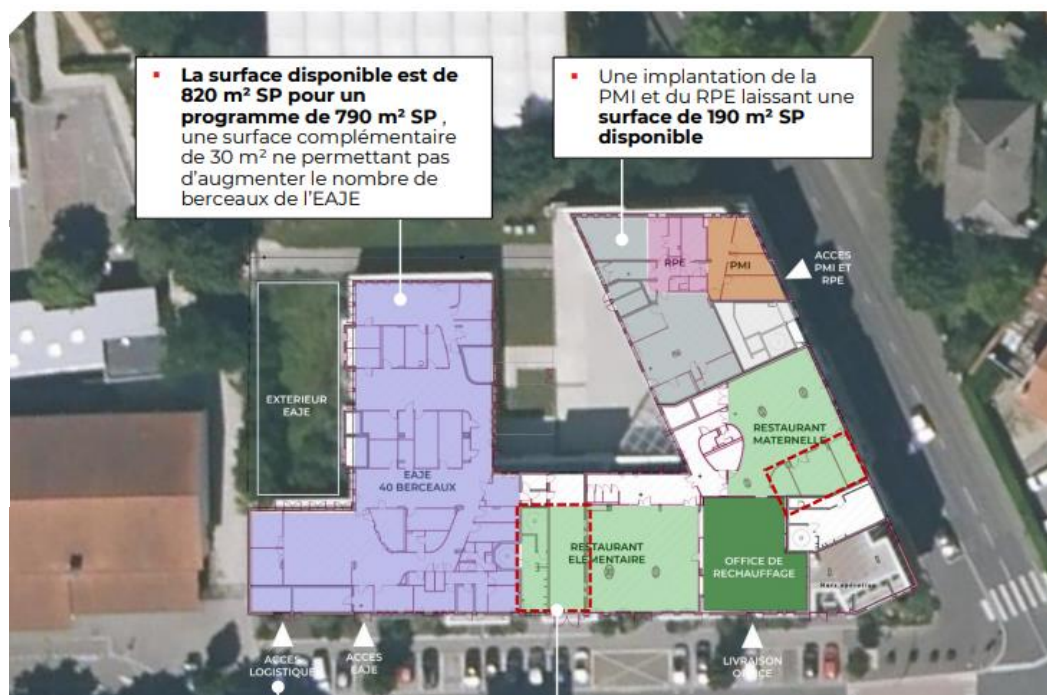 ▪ La surface disponible est de
820 m² SP pour un
programme de 790 m² SP ,
une surface complémentaire
de 30 m² ne permettant pas
d'augmenter le nombre de
berceaux de l'EAJE
▪ Une implantation de la
PMI et du RPE laissant une
surface de 190 m² SP
disponible
RPE
PMI
ACCES
PMI ET
RPE
EXTERIEUR
EAJE
EAJE
40 BERCEAUX
RESTAURANT
MATERNELLE
RESTAURANT
ELEMENTAIRE
OFFICE DE
RECHAUFFAGE
Hors opération
ACCES
LOGISTIQUE
ACCES
EAJE
LIVRAISON
OFFICE